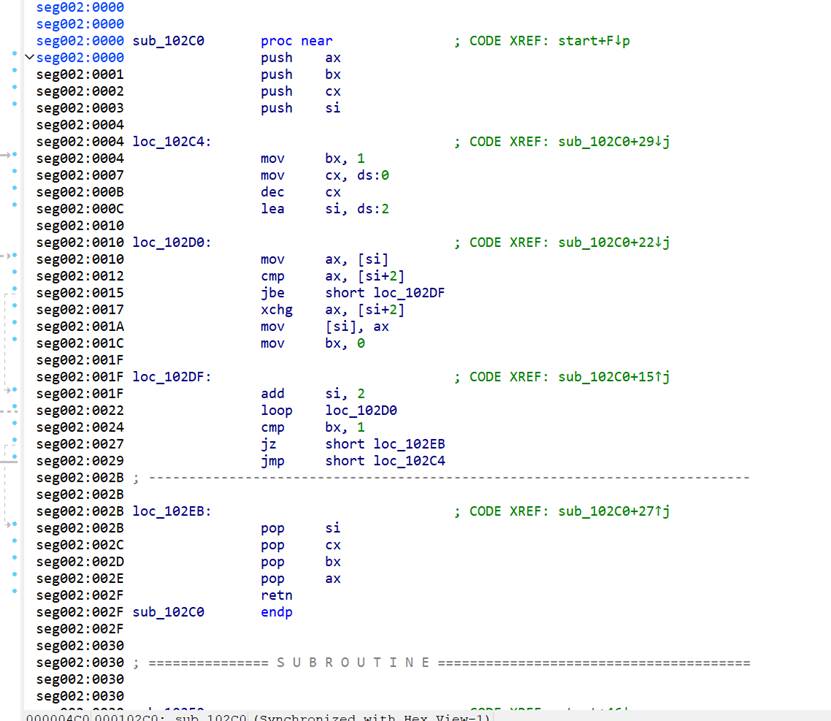 seg002:0000
seg002:0000
seg002:0000 sub_102C0 proc near ; CODE XREF: start+F↓p
seg002:0000 push ax
seg002:0001 push bx
seg002:0002 push cx
seg002:0003 push si
seg002:0004
seg002:0004 loc_102C4: ; CODE XREF: sub_102C0+29↓j
seg002:0004 mov bx, 1
seg002:0007 mov cx, ds:0
seg002:000B dec cx
seg002:000C lea si, ds:2
seg002:0010
seg002:0010 loc_102D0: ; CODE XREF: sub_102C0+22↓j
seg002:0010 mov ax, [si]
seg002:0012 cmp ax, [si+2]
seg002:0015 jbe short loc_102DF
seg002:0017 xchg ax, [si+2]
seg002:001A mov [si], ax
seg002:001C mov bx, 0
seg002:001F
seg002:001F loc_102DF: ; CODE XREF: sub_102C0+15↑j
seg002:001F add si, 2
seg002:0022 loop loc_102D0
seg002:0024 cmp bx, 1
seg002:0027 jz short loc_102EB
seg002:0029 jmp short loc_102C4
seg002:002B ; ---------------------------------------------------------------------------
seg002:002B
seg002:002B loc_102EB: ; CODE XREF: sub_102C0+27↑j
seg002:002B pop si
seg002:002C pop cx
seg002:002D pop bx
seg002:002E pop ax
seg002:002F retn
seg002:002F sub_102C0 endp
seg002:002F
seg002:0030
seg002:0030 ; =============== S U B R O U T I N E =======================================
seg002:0030
seg002:0030
000004C0 000102C0: sub_102C0 (Synchronized with Hex View-1)